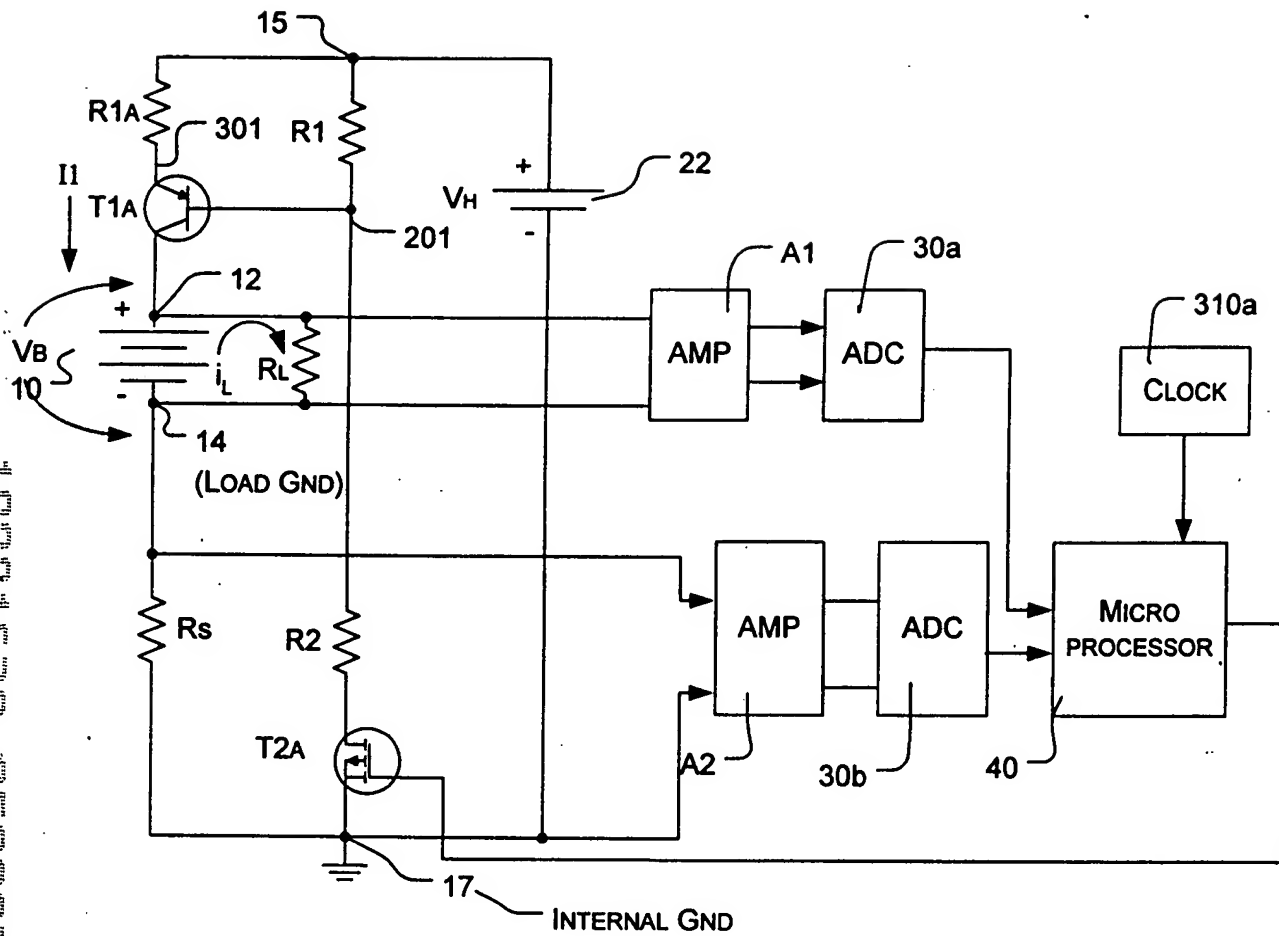 15
R1A
301
R1
I1
T1A
+
VH
22
-
201
A1
30a
310a
12
+
VB
10
-
iL
RL
AMP
ADC
CLOCK
14
(LOAD GND)
RS
R2
AMP
ADC
MICRO
PROCESSOR
T2A
A2
30b
40
17
INTERNAL GND